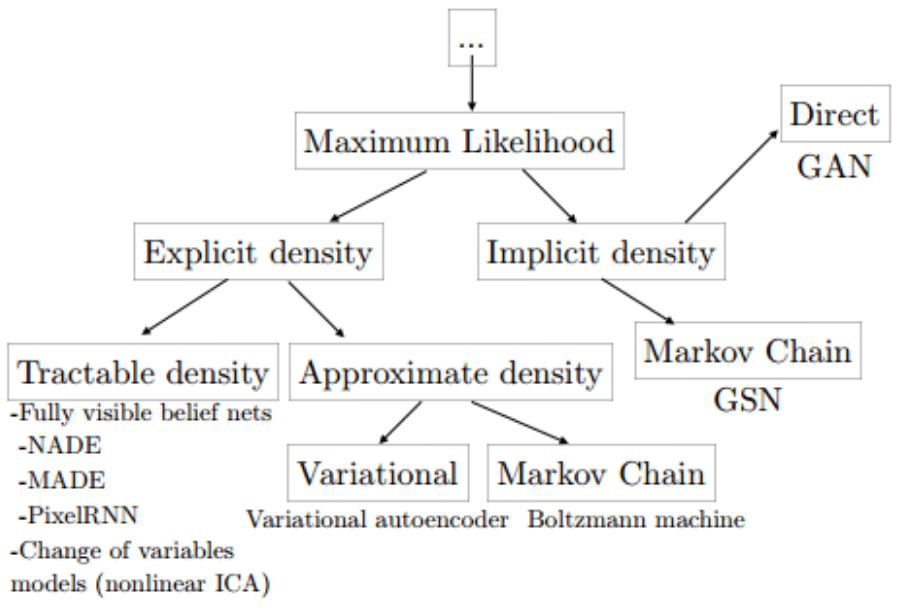 ...
Maximum Likelihood
Direct
GAN
Explicit density
Implicit density
Tractable density
-Fully visible belief nets
-NADE
-MADE
-PixelRNN
-Change of variables
models (nonlinear ICA)
Approximate density
Variational
Variational autoencoder
Markov Chain
Boltzmann machine
Markov Chain
GSN